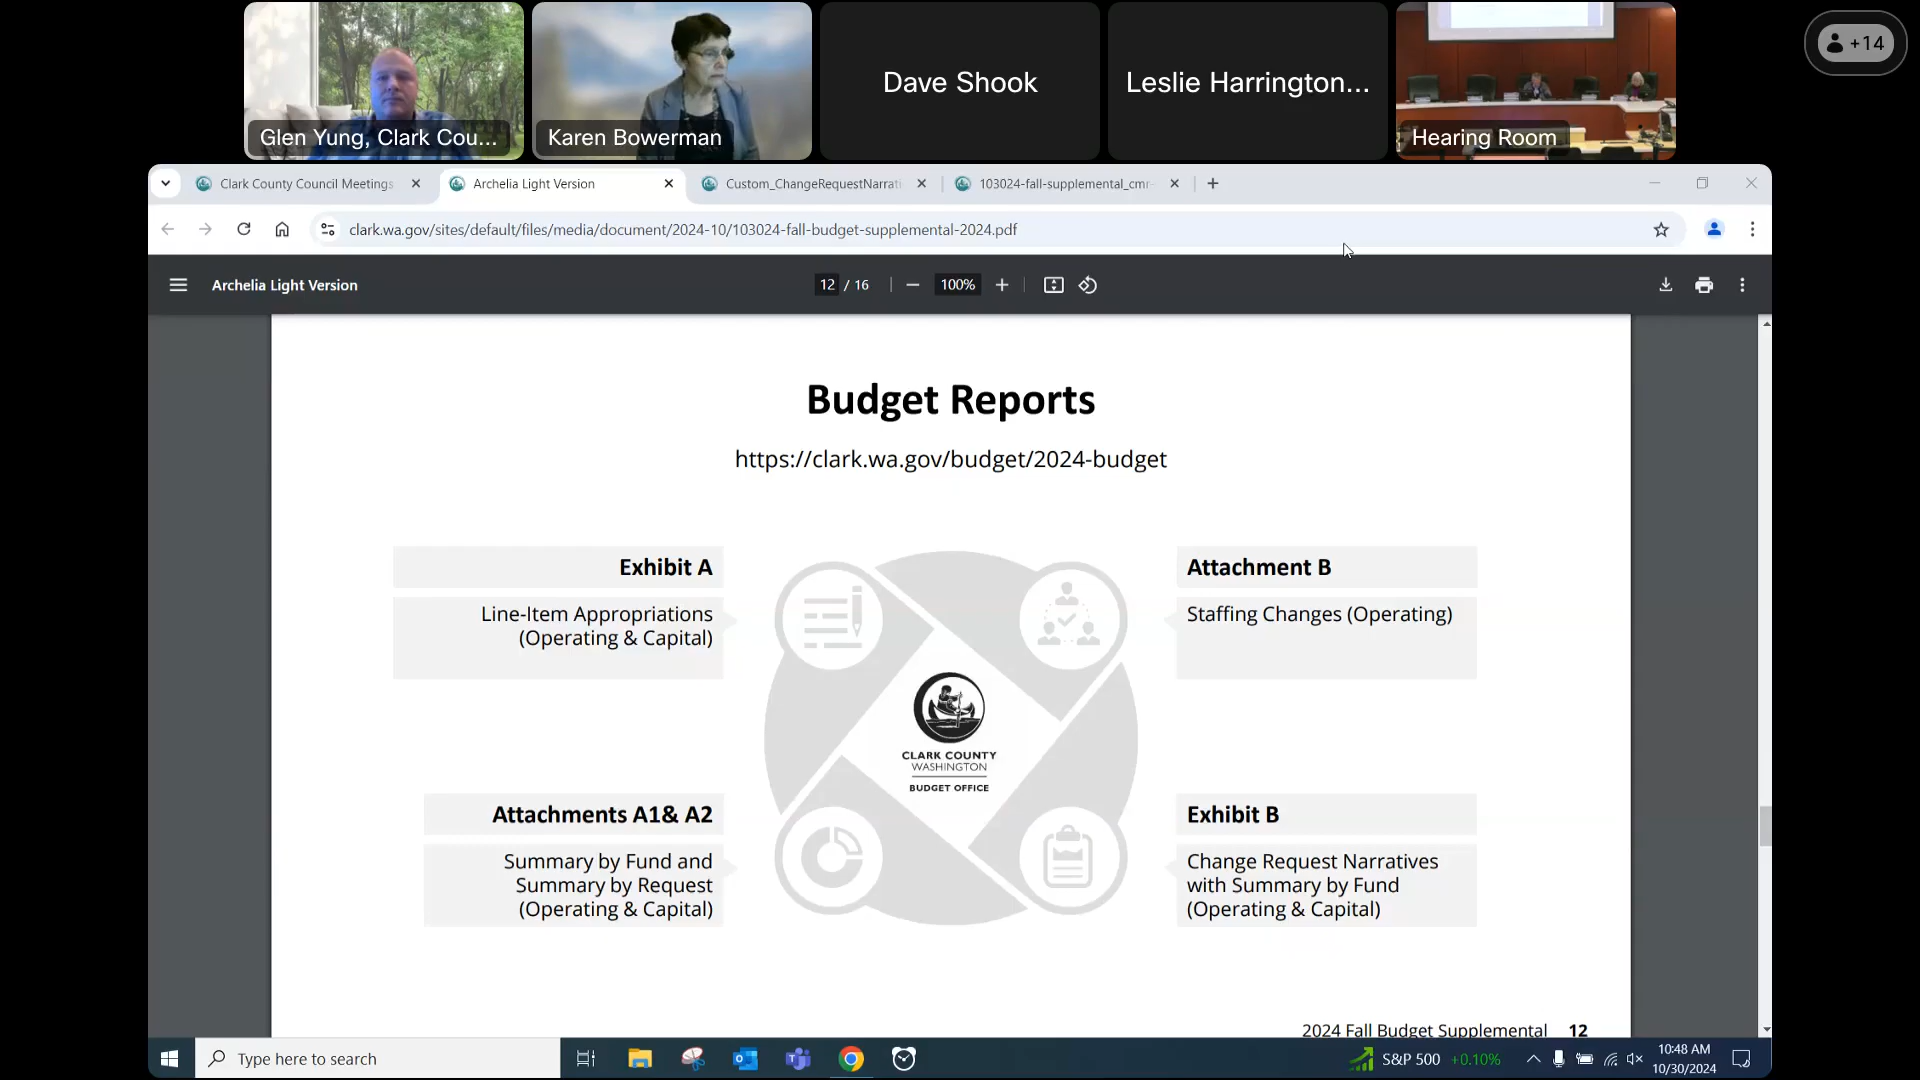 Glen Yung, Clark Cou...
Karen Bowerman
Dave Shook
Leslie Harrington...
Hearing Room
+14
Clark County Council Meetings
Archelia Light Version
Custom_ChangeRequestNarrati
103024-fall-supplemental_cmr-
clark.wa.gov/sites/default/files/media/document/2024-10/103024-fall-budget-supplemental-2024.pdf
Archelia Light Version
12 / 16
100%
Budget Reports
https://clark.wa.gov/budget/2024-budget
Exhibit A
Line-Item Appropriations
(Operating & Capital)
Attachment B
Staffing Changes (Operating)
CLARK COUNTY
WASHINGTON
BUDGET OFFICE
Attachments A1& A2
Summary by Fund and
Summary by Request
(Operating & Capital)
Exhibit B
Change Request Narratives
with Summary by Fund
(Operating & Capital)
2024 Fall Budget Supplemental 12
Type here to search
S&P 500 +0.10%
10:48 AM
10/30/2024